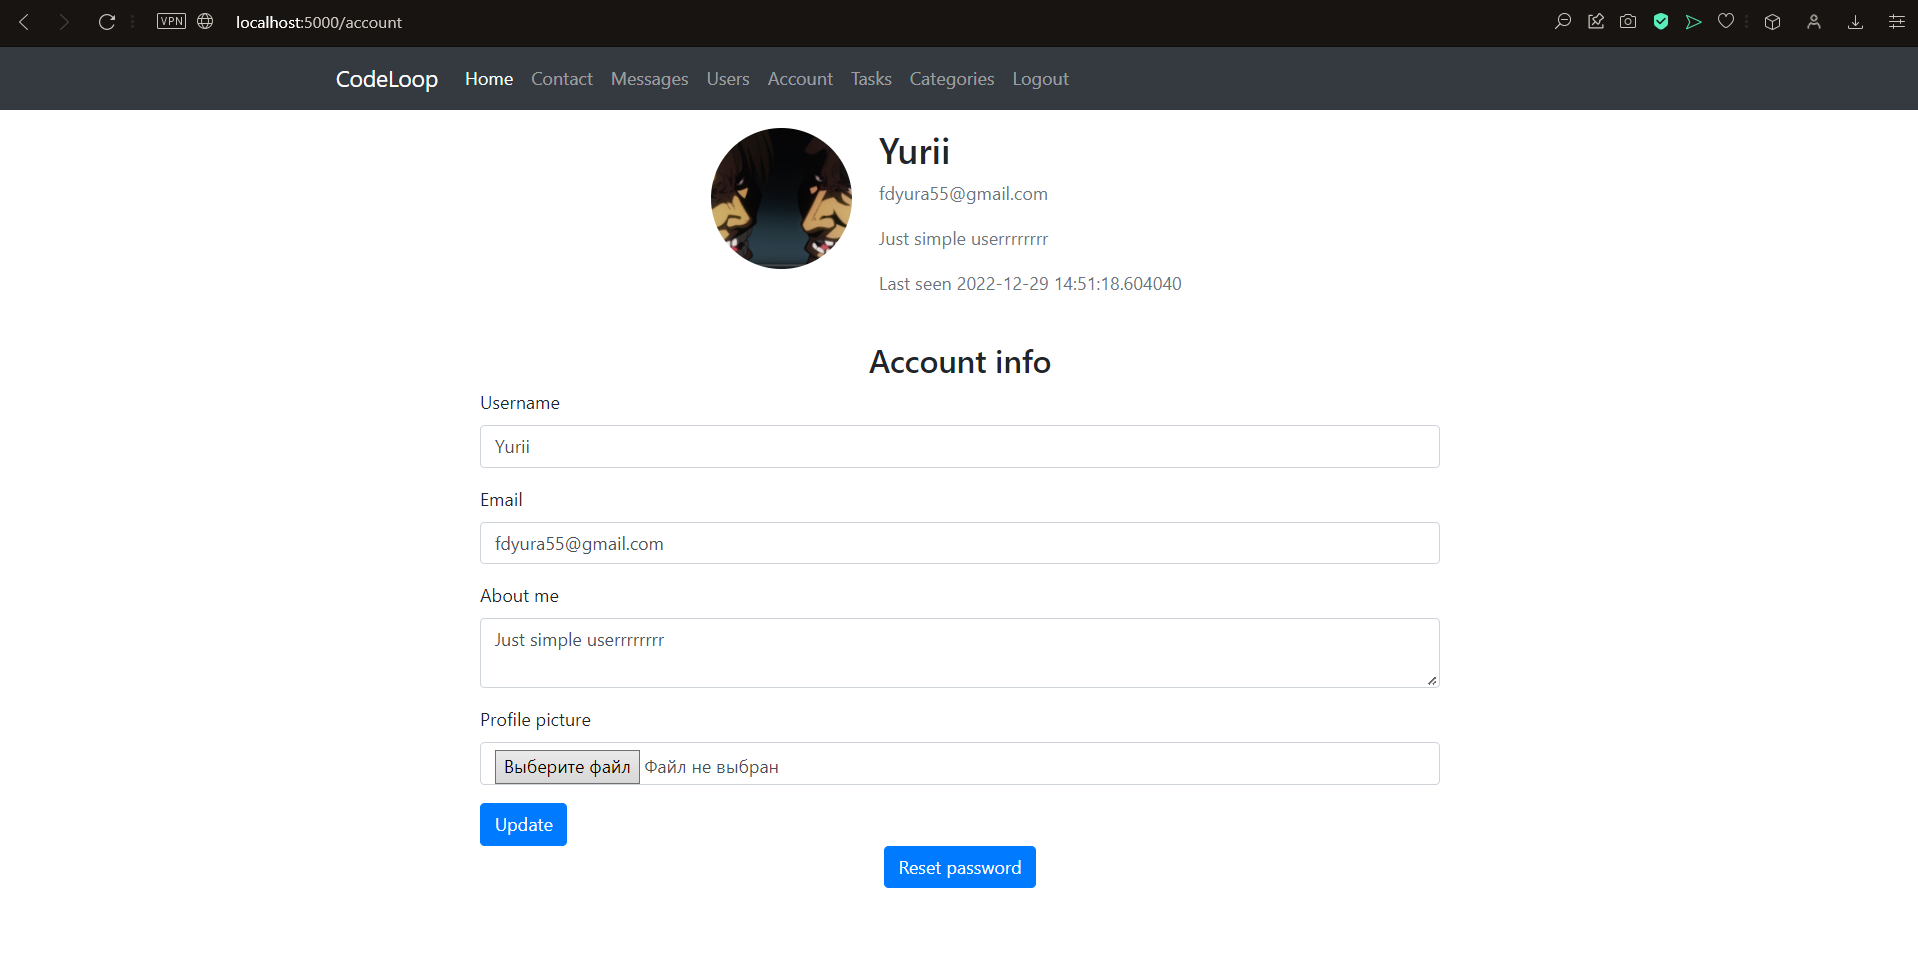 VPN localhost:5000/account
CodeLoop Home Contact Messages Users Account Tasks Categories Logout
Yurii
fdyura55@gmail.com
Just simple userrrrrrrr
Last seen 2022-12-29 14:51:18.604040
Account info
Username
Yurii
Email
fdyura55@gmail.com
About me
Just simple userrrrrrrr
Profile picture
Выберите файл Файл не выбран
Update
Reset password